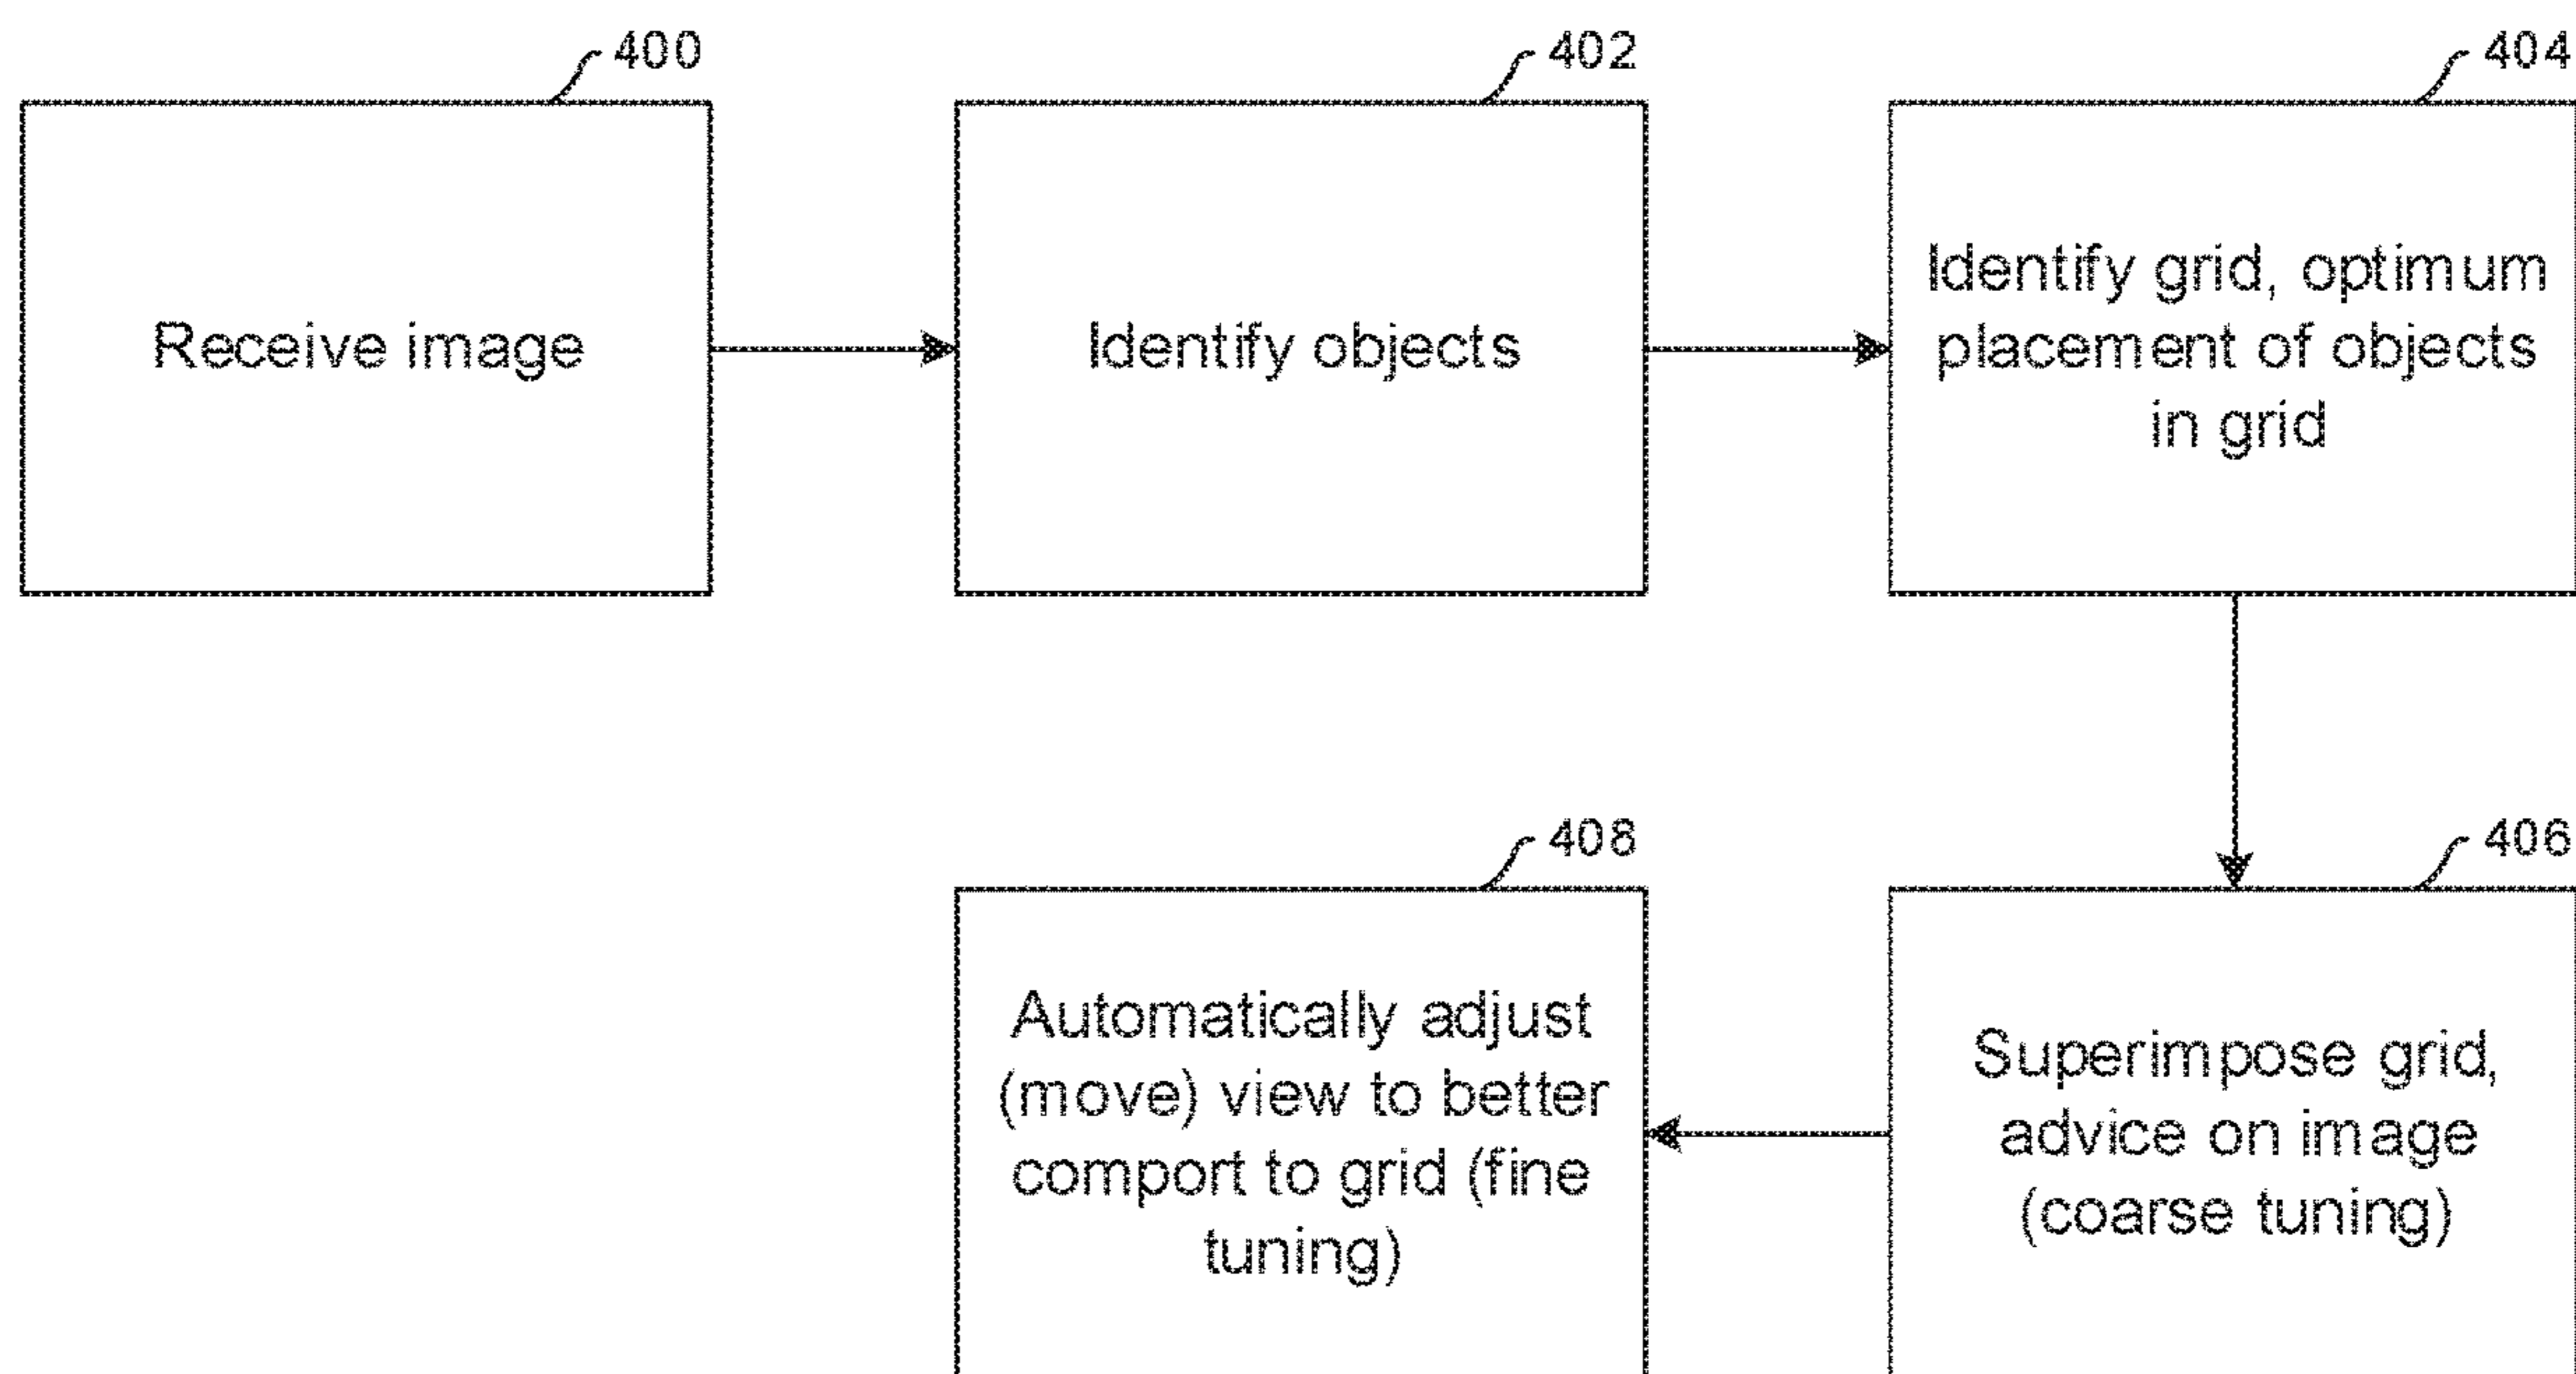 400
Receive image
402
Identify objects
404
Identify grid, optimum
placement of objects
in grid
406
Superimpose grid,
advice on image
(coarse tuning)
408
Automatically adjust
(move) view to better
comport to grid (fine
tuning)